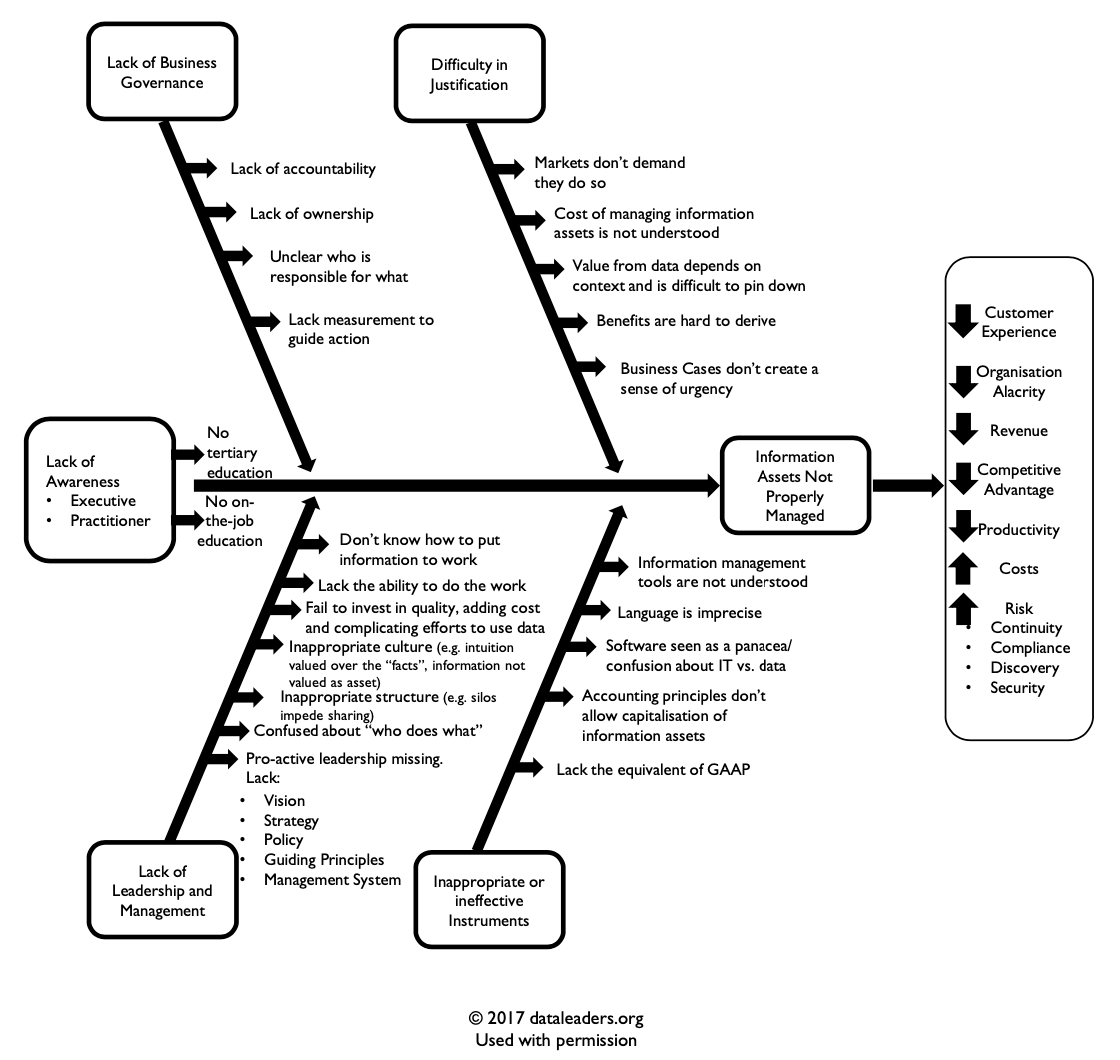 Lack of Business
Governance
Difficulty in
Justification
Lack of accountability
Lack of ownership
Unclear who is
responsible for what
Lack measurement to
guide action
Markets don't demand
they do so
Cost of managing information
assets is not understood
Value from data depends on
context and is difficult to pin down
Benefits are hard to derive
Business Cases don't create a
sense of urgency
Lack of
Awareness
• Executive
• Practitioner
No
tertiary
education
No on-
the-job
education
Information
Assets Not
Properly
Managed
Customer
Experience
Organisation
Alacrity
Revenue
Competitive
Advantage
Productivity
Costs
Risk
• Continuity
• Compliance
• Discovery
• Security
Don't know how to put
information to work
Lack the ability to do the work
Fail to invest in quality, adding cost
and complicating efforts to use data
Inappropriate culture (e.g. intuition
valued over the “facts”, information not
valued as asset)
Inappropriate structure (e.g. silos
impede sharing)
Confused about “who does what”
Pro-active leadership missing.
Lack:
• Vision
• Strategy
• Policy
• Guiding Principles
• Management System
Lack of
Leadership and
Management
Information management
tools are not understood
Language is imprecise
Software seen as a panacea/
confusion about IT vs. data
Accounting principles don't
allow capitalisation of
information assets
Lack the equivalent of GAAP
Inappropriate or
ineffective
Instruments
© 2017 dataleaders.org
Used with permission